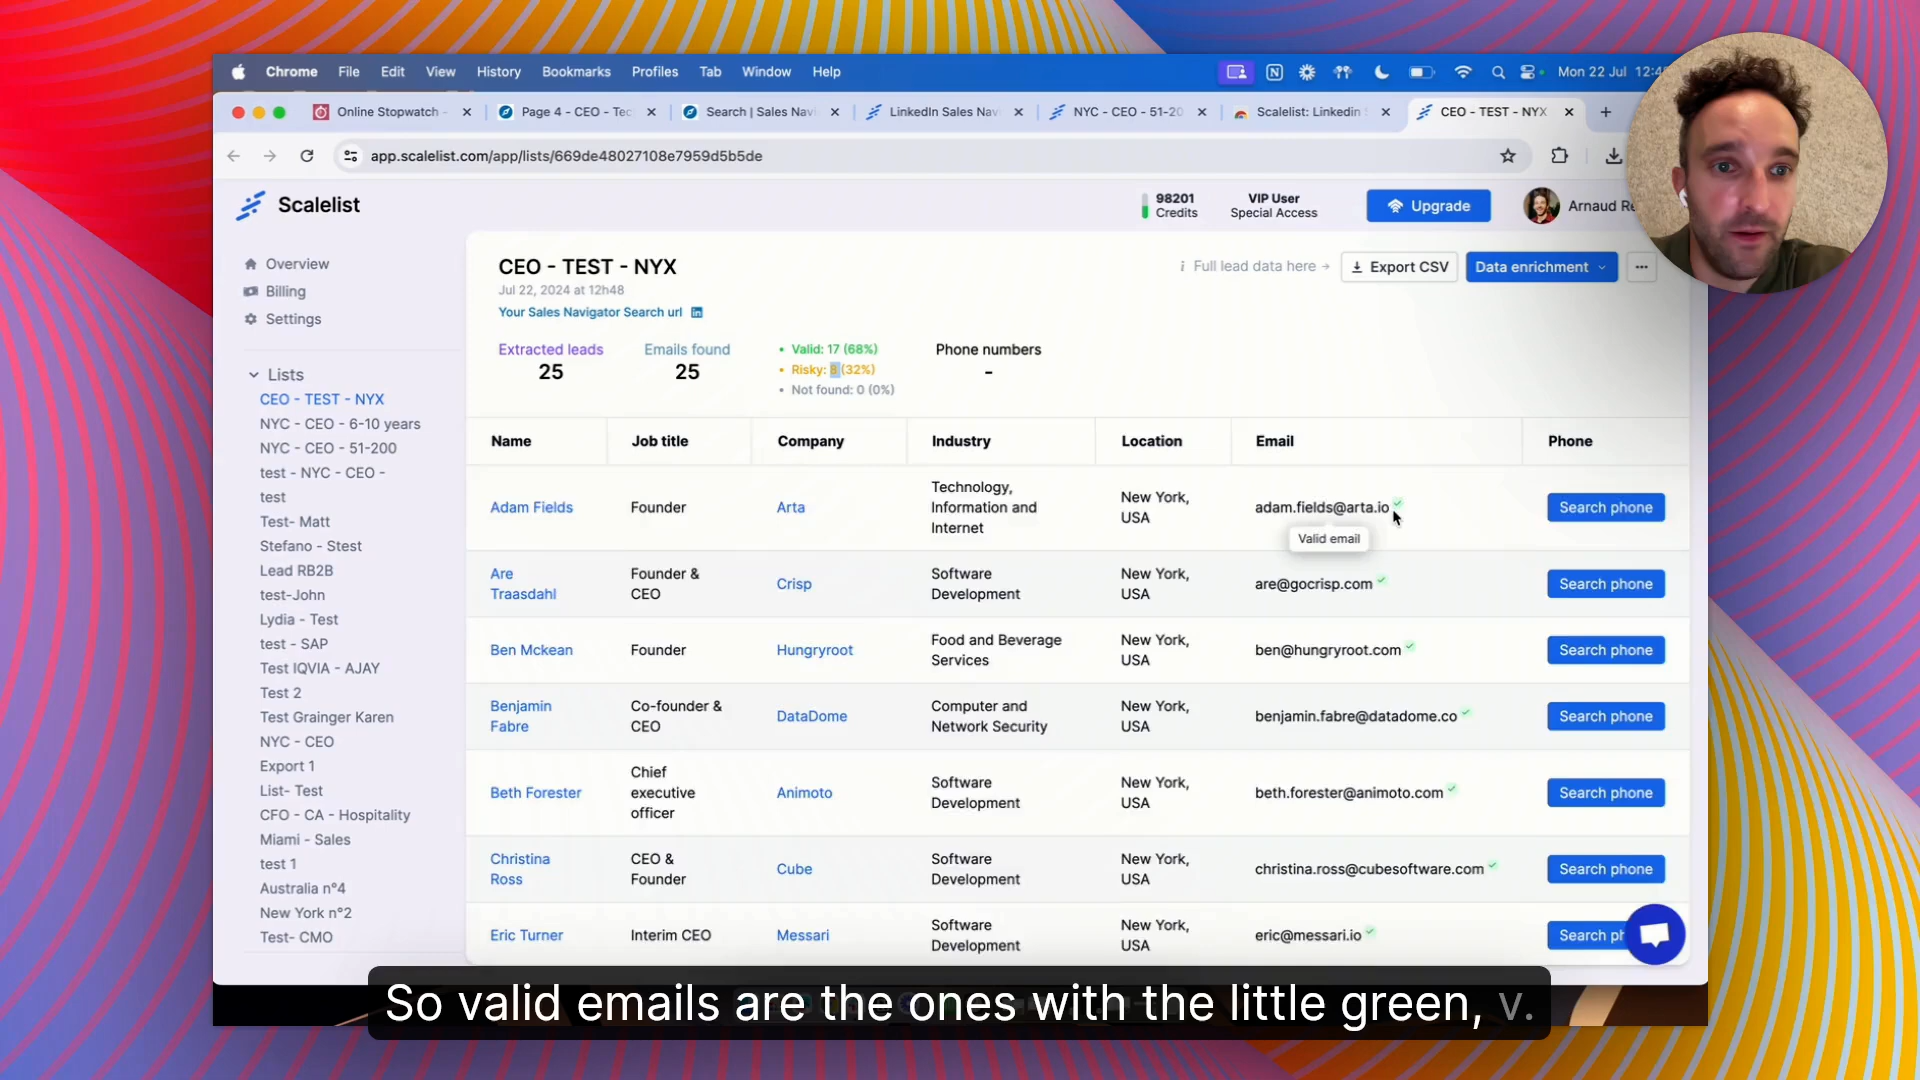 Chrome File Edit View History Bookmarks Profiles Tab Window Help Mon 22 Jul
Online Stopwatch - Page 4 - CEO - Tec Search | Sales Navi LinkedIn Sales Nav NYC - CEO - 51-20 Scalelist: Linkedin CEO - TEST - NYX
app.scalelist.com/app/lists/669de48027108e7959d5b5de
Scalelist
98201
Credits
VIP User
Special Access
Upgrade
Arnaud Re
Overview
Billing
Settings
Lists
CEO - TEST - NYX
NYC - CEO - 6-10 years
NYC - CEO - 51-200
test - NYC - CEO -
test
Test- Matt
Stefano - Stest
Lead RB2B
test-John
Lydia - Test
test - SAP
Test IQVIA - AJAY
Test 2
Test Grainger Karen
NYC - CEO
Export 1
List- Test
CFO - CA - Hospitality
Miami - Sales
test 1
Australia n°4
New York n°2
Test- CMO
CEO - TEST - NYX
Jul 22, 2024 at 12h48
Your Sales Navigator Search url
Full lead data here →
Export CSV
Data enrichment
Extracted leads
25
Emails found
25
• Valid: 17 (68%)
• Risky: 8 (32%)
• Not found: 0 (0%)
Phone numbers
-
Name Job title Company Industry Location Email Phone
Adam Fields Founder Arta Technology, Information and Internet New York, USA adam.fields@arta.io Search phone
Valid email
Are Traasdahl Founder & CEO Crisp Software Development New York, USA are@gocrisp.com Search phone
Ben Mckean Founder Hungryroot Food and Beverage Services New York, USA ben@hungryroot.com Search phone
Benjamin Fabre Co-founder & CEO DataDome Computer and Network Security New York, USA benjamin.fabre@datadome.co Search phone
Beth Forester Chief executive officer Animoto Software Development New York, USA beth.forester@animoto.com Search phone
Christina Ross CEO & Founder Cube Software Development New York, USA christina.ross@cubesoftware.com Search phone
Eric Turner Interim CEO Messari Software Development New York, USA eric@messari.io Search ph
So valid emails are the ones with the little green, v.